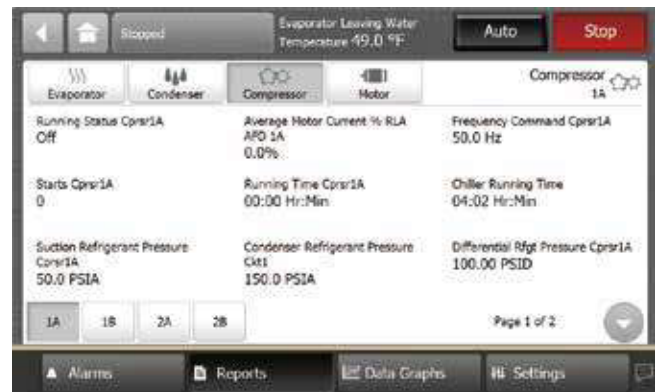 Stopped
Evaporator Leaving Water
Temperature 49.0 °F
Auto
Stop
Evaporator
Condenser
Compressor
Motor
Compressor
1A
Running Status Cprsr1A
Off
Average Motor Current % RLA
AFD 1A
0.0%
Frequency Command Cprsr1A
50.0 Hz
Starts Cprsr1A
0
Running Time Cprsr1A
00:00 Hr:Min
Chiller Running Time
04:02 Hr:Min
Suction Refrigerant Pressure
Cprsr1A
50.0 PSIA
Condenser Refrigerant Pressure
Ckt1
150.0 PSIA
Differential Rfgt Pressure Cprsr1A
100.00 PSID
1A
1B
2A
2B
Page 1 of 2
Alarms
Reports
Data Graphs
Settings